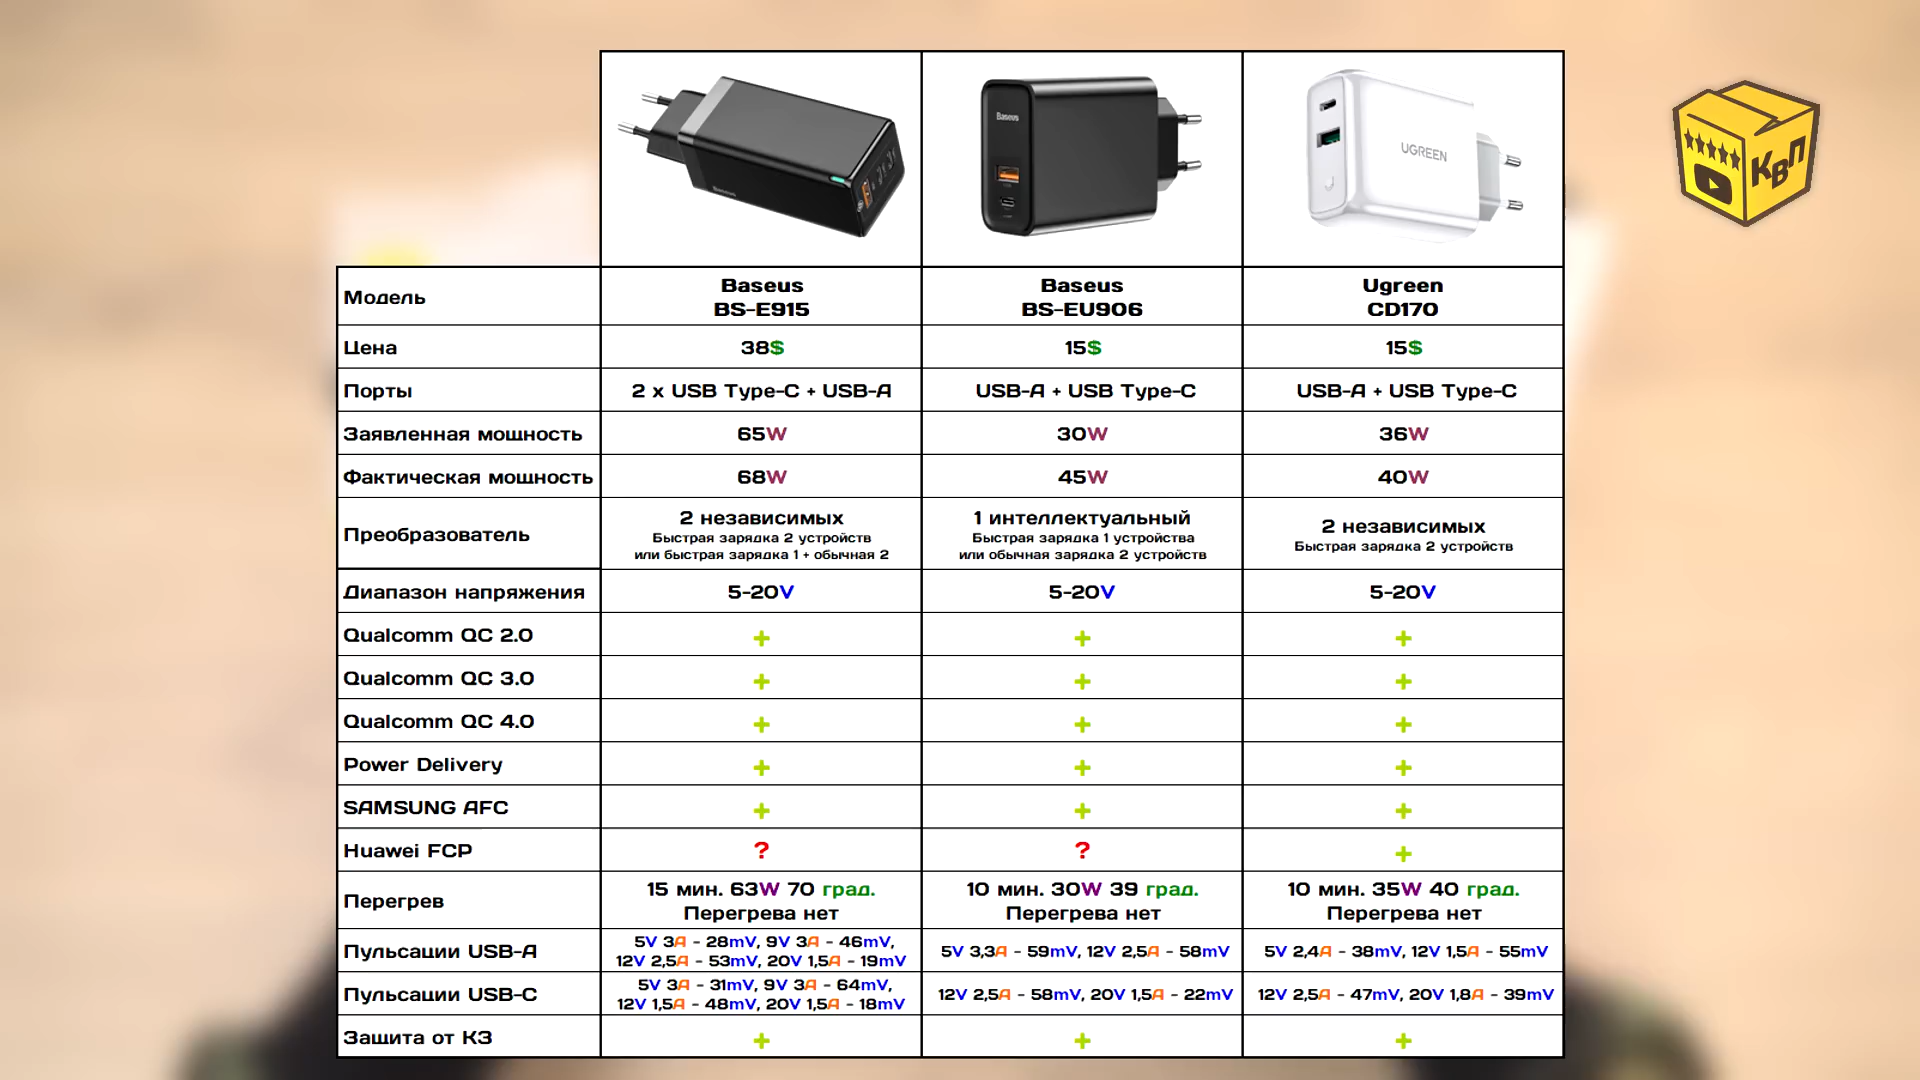 Baseus
Baseus
UGREEN
КВП
Модель
Baseus
BS-E915
Baseus
BS-EU906
Ugreen
CD170
Цена
38$
15$
15$
Порты
2 x USB Type-C + USB-A
USB-A + USB Type-C
USB-A + USB Type-C
Заявленная мощность
65W
30W
36W
Фактическая мощность
68W
45W
40W
Преобразователь
2 независимых
Быстрая зарядка 2 устройств
или быстрая зарядка 1 + обычная 2
1 интеллектуальный
Быстрая зарядка 1 устройства
или обычная зарядка 2 устройств
2 независимых
Быстрая зарядка 2 устройств
Диапазон напряжения
5-20V
5-20V
5-20V
Qualcomm QC 2.0
+
+
+
Qualcomm QC 3.0
+
+
+
Qualcomm QC 4.0
+
+
+
Power Delivery
+
+
+
SAMSUNG AFC
+
+
+
Huawei FCP
?
?
+
Перегрев
15 мин. 63W 70 град.
Перегрева нет
10 мин. 30W 39 град.
Перегрева нет
10 мин. 35W 40 град.
Перегрева нет
Пульсации USB-A
5V 3A - 28mV, 9V 3A - 46mV,
12V 2,5A - 53mV, 20V 1,5A - 19mV
5V 3,3A - 59mV, 12V 2,5A - 58mV
5V 2,4A - 38mV, 12V 1,5A - 55mV
Пульсации USB-C
5V 3A - 31mV, 9V 3A - 64mV,
12V 1,5A - 48mV, 20V 1,5A - 18mV
12V 2,5A - 58mV, 20V 1,5A - 22mV
12V 2,5A - 47mV, 20V 1,8A - 39mV
Защита от КЗ
+
+
+